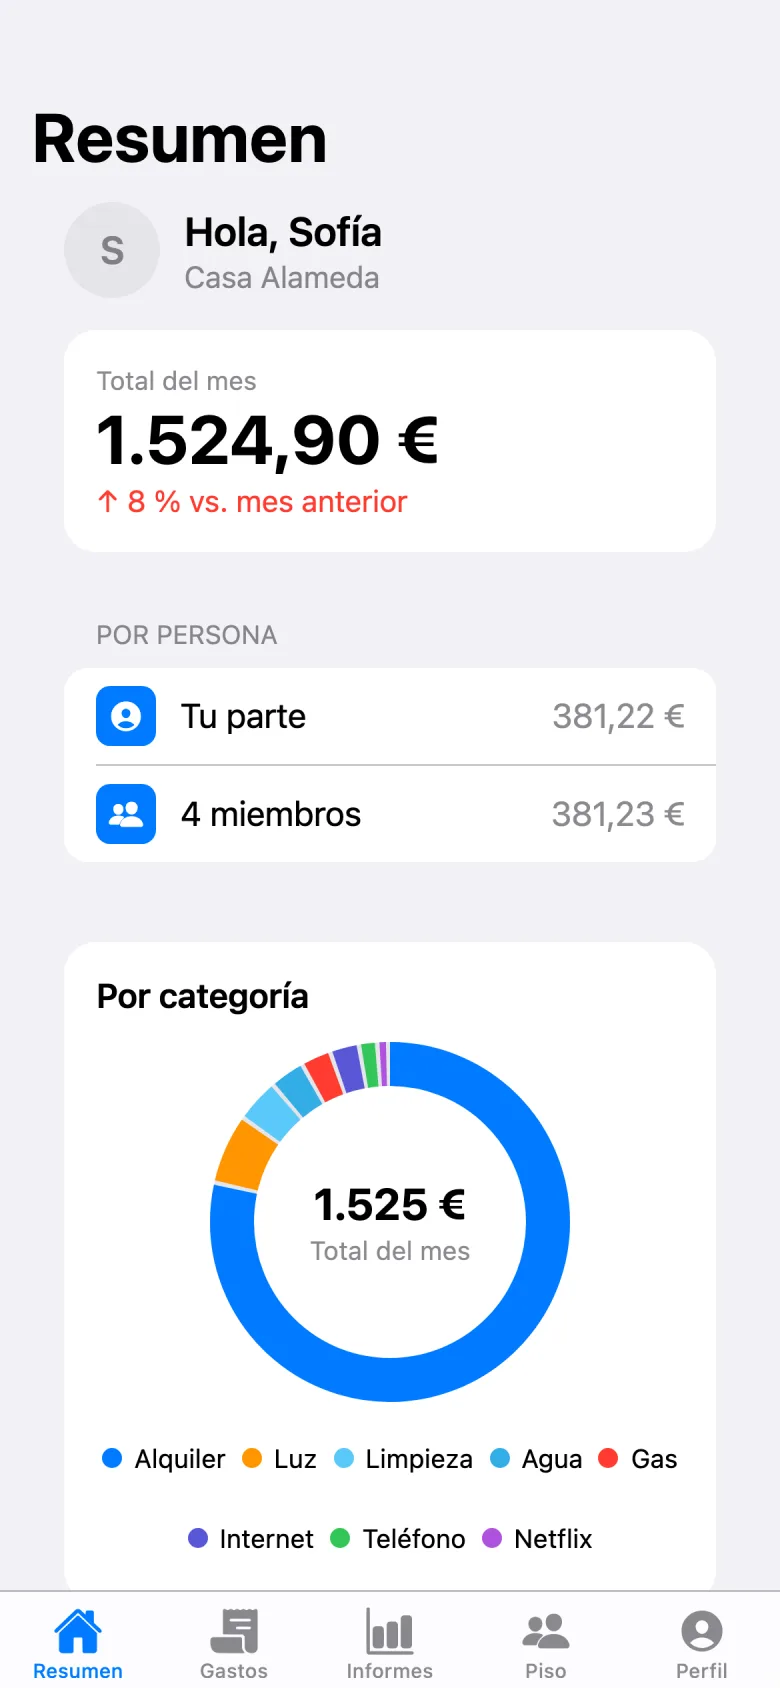 Resumen
S
Hola, Sofía
Casa Alameda
Total del mes
1.524,90 €
↑ 8 % vs. mes anterior
POR PERSONA
Tu parte 381,22 €
4 miembros 381,23 €
Por categoría
1.525 €
Total del mes
Alquiler Luz Limpieza Agua Gas
Internet Teléfono Netflix
Resumen Gastos Informes Piso Perfil